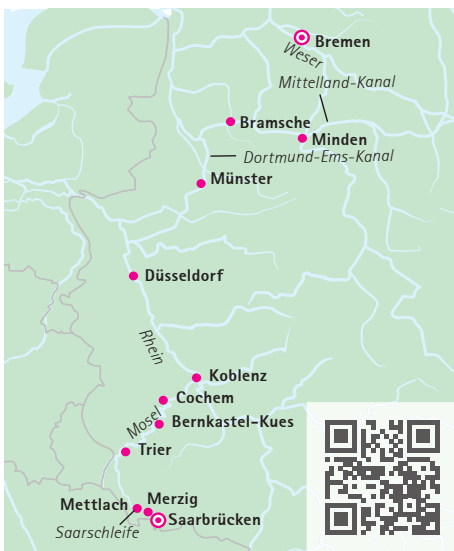 Bremen
Weser
Mittelland-Kanal
Bramsche
Minden
Dortmund-Ems-Kanal
Münster
Düsseldorf
Rhein
Koblenz
Cochem
Mosel
Bernkastel-Kues
Trier
Mettlach
Merzig
Saarbrücken
Saarschleife